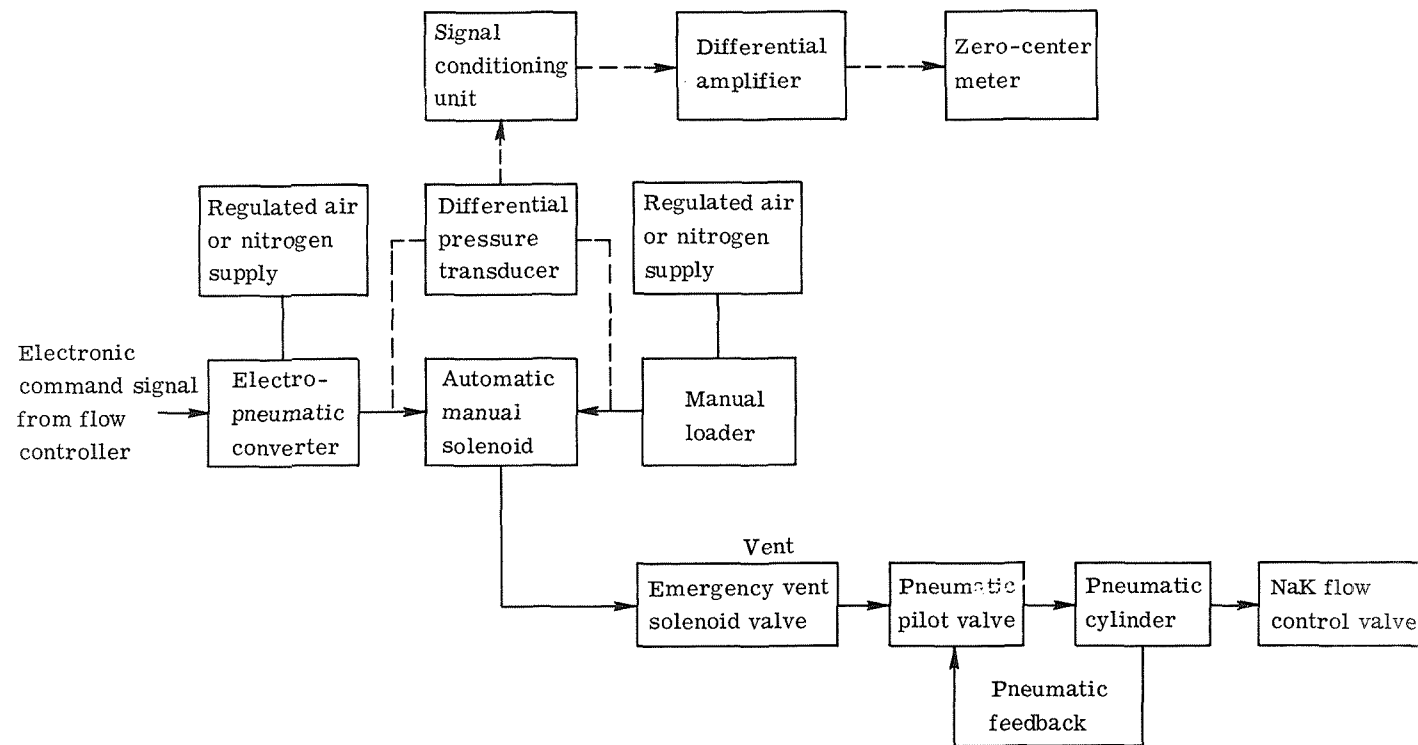 Signal
conditioning
unit
Differential
amplifier
Zero-center
meter
Regulated air
or nitrogen
supply
Differential
pressure
transducer
Regulated air
or nitrogen
supply
Electronic
command signal
from flow
controller
Electro-
pneumatic
converter
Automatic
manual
solenoid
Manual
loader
Vent
Emergency vent
solenoid valve
Pneumatic
pilot valve
Pneumatic
cylinder
NaK flow
control valve
Pneumatic
feedback